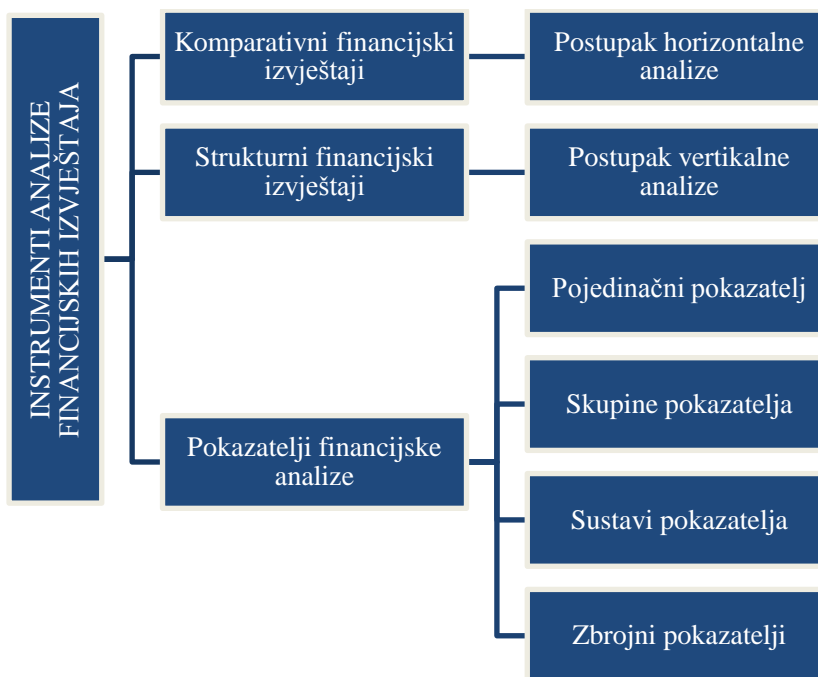 INSTRUMENTI ANALIZE
FINANCIJSKIH IZVJEŠTAJA
Komparativni financijski
izvještaji
Postupak horizontalne
analize
Strukturni financijski
izvještaji
Postupak vertikalne
analize
Pokazatelji financijske
analize
Pojedinačni pokazatelj
Skupine pokazatelja
Sustavi pokazatelja
Zbrojni pokazatelji